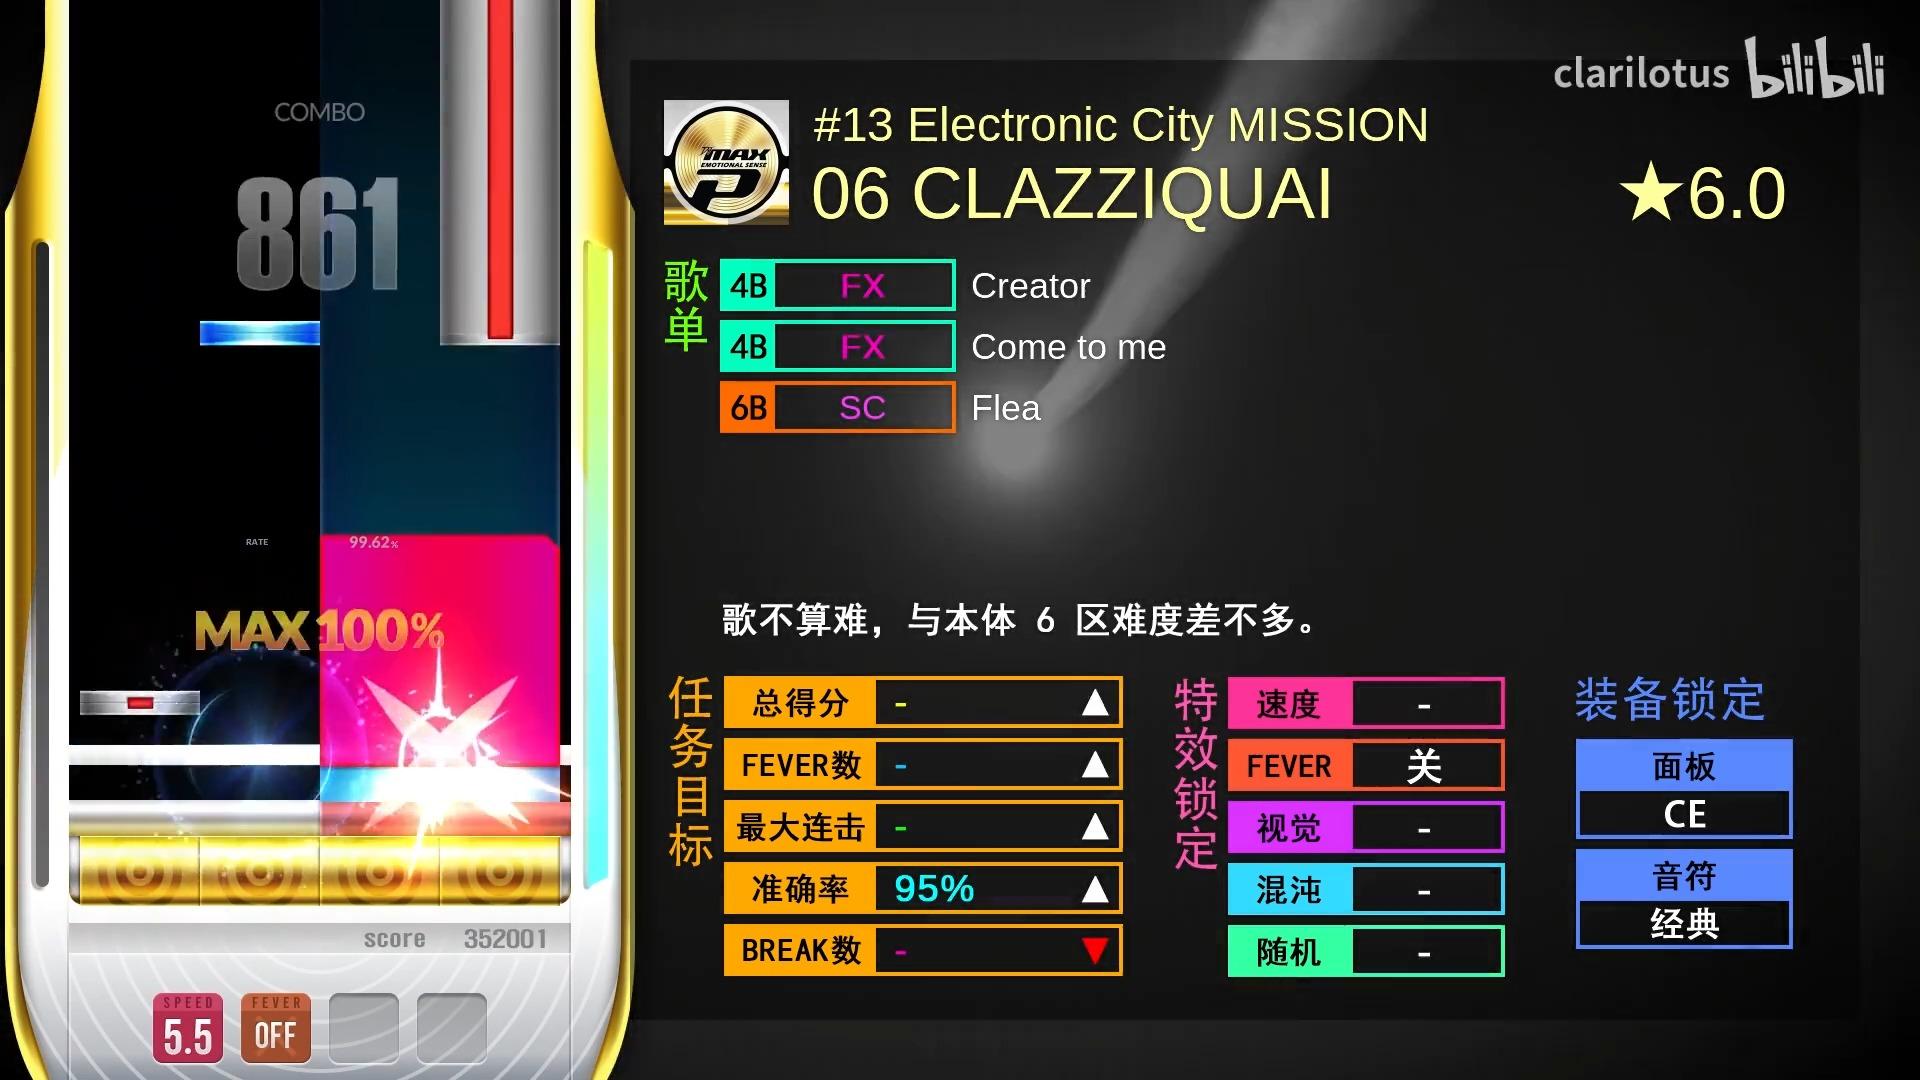 clarilotus bilibili
#13 Electronic City MISSION
06 CLAZZIQUAI
★6.0
MAX
EMOTIONAL SENSE
歌单
4B FX Creator
4B FX Come to me
6B SC Flea
COMBO
861
RATE 99.62%
MAX 100%
歌不算难，与本体 6 区难度差不多。
任务目标
总得分 - ▲
FEVER数 - ▲
最大连击 - ▲
准确率 95% ▲
BREAK数 - ▼
特效锁定
速度 -
FEVER 关
视觉 -
混沌 -
随机 -
装备锁定
面板
CE
音符
经典
score 352001
SPEED
5.5
FEVER
OFF